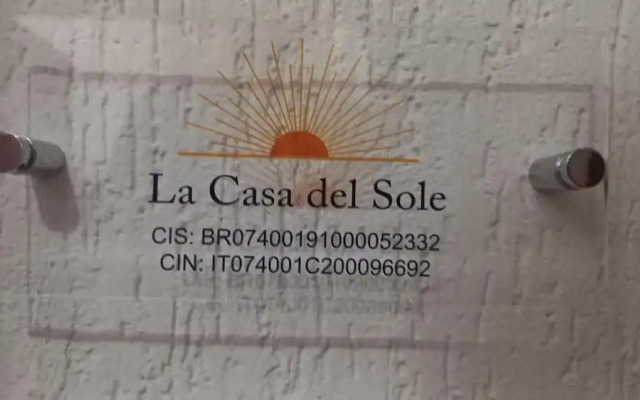 La Casa del Sole
CIS: BR07400191000052332
CIN: IT074001C200096692